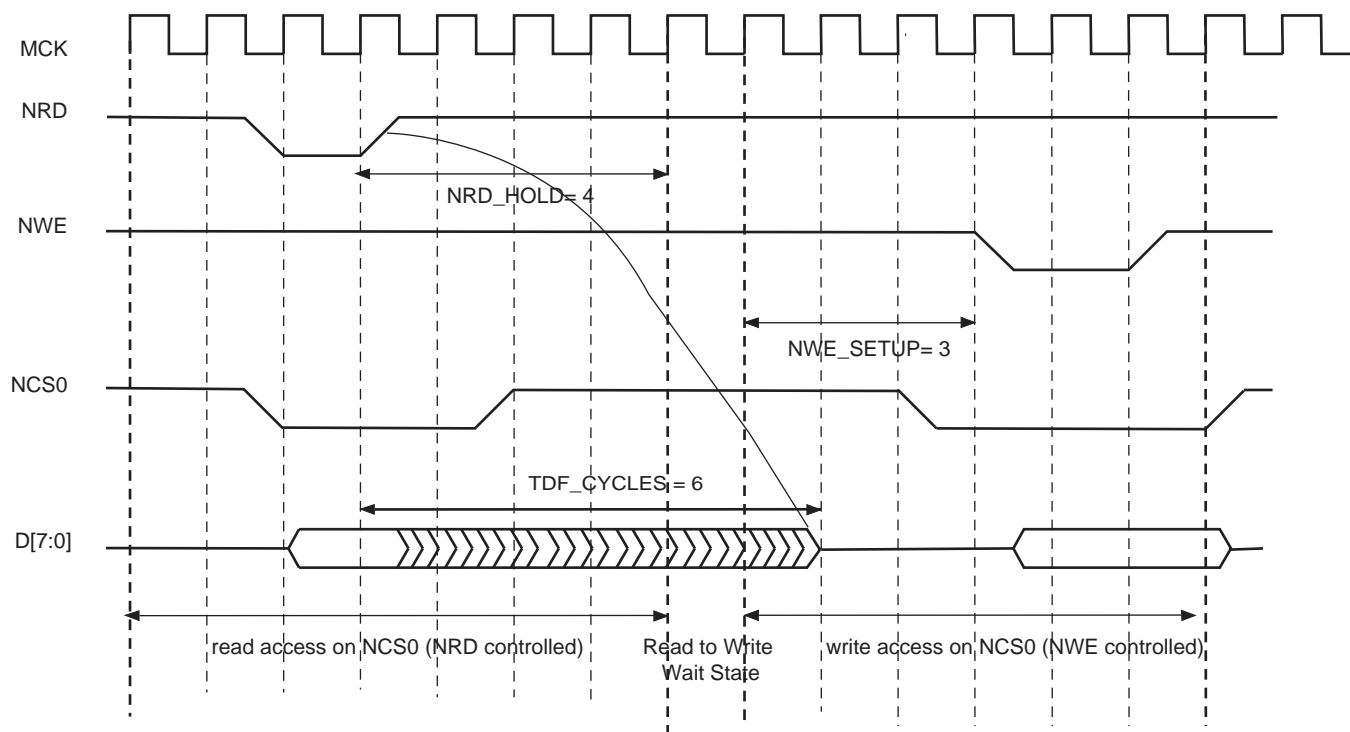 MCK
NRD
NRD_HOLD= 4
NWE
NWE_SETUP= 3
NCS0
TDF_CYCLES = 6
D[7:0]
read access on NCS0 (NRD controlled)
Read to Write
Wait State
write access on NCS0 (NWE controlled)